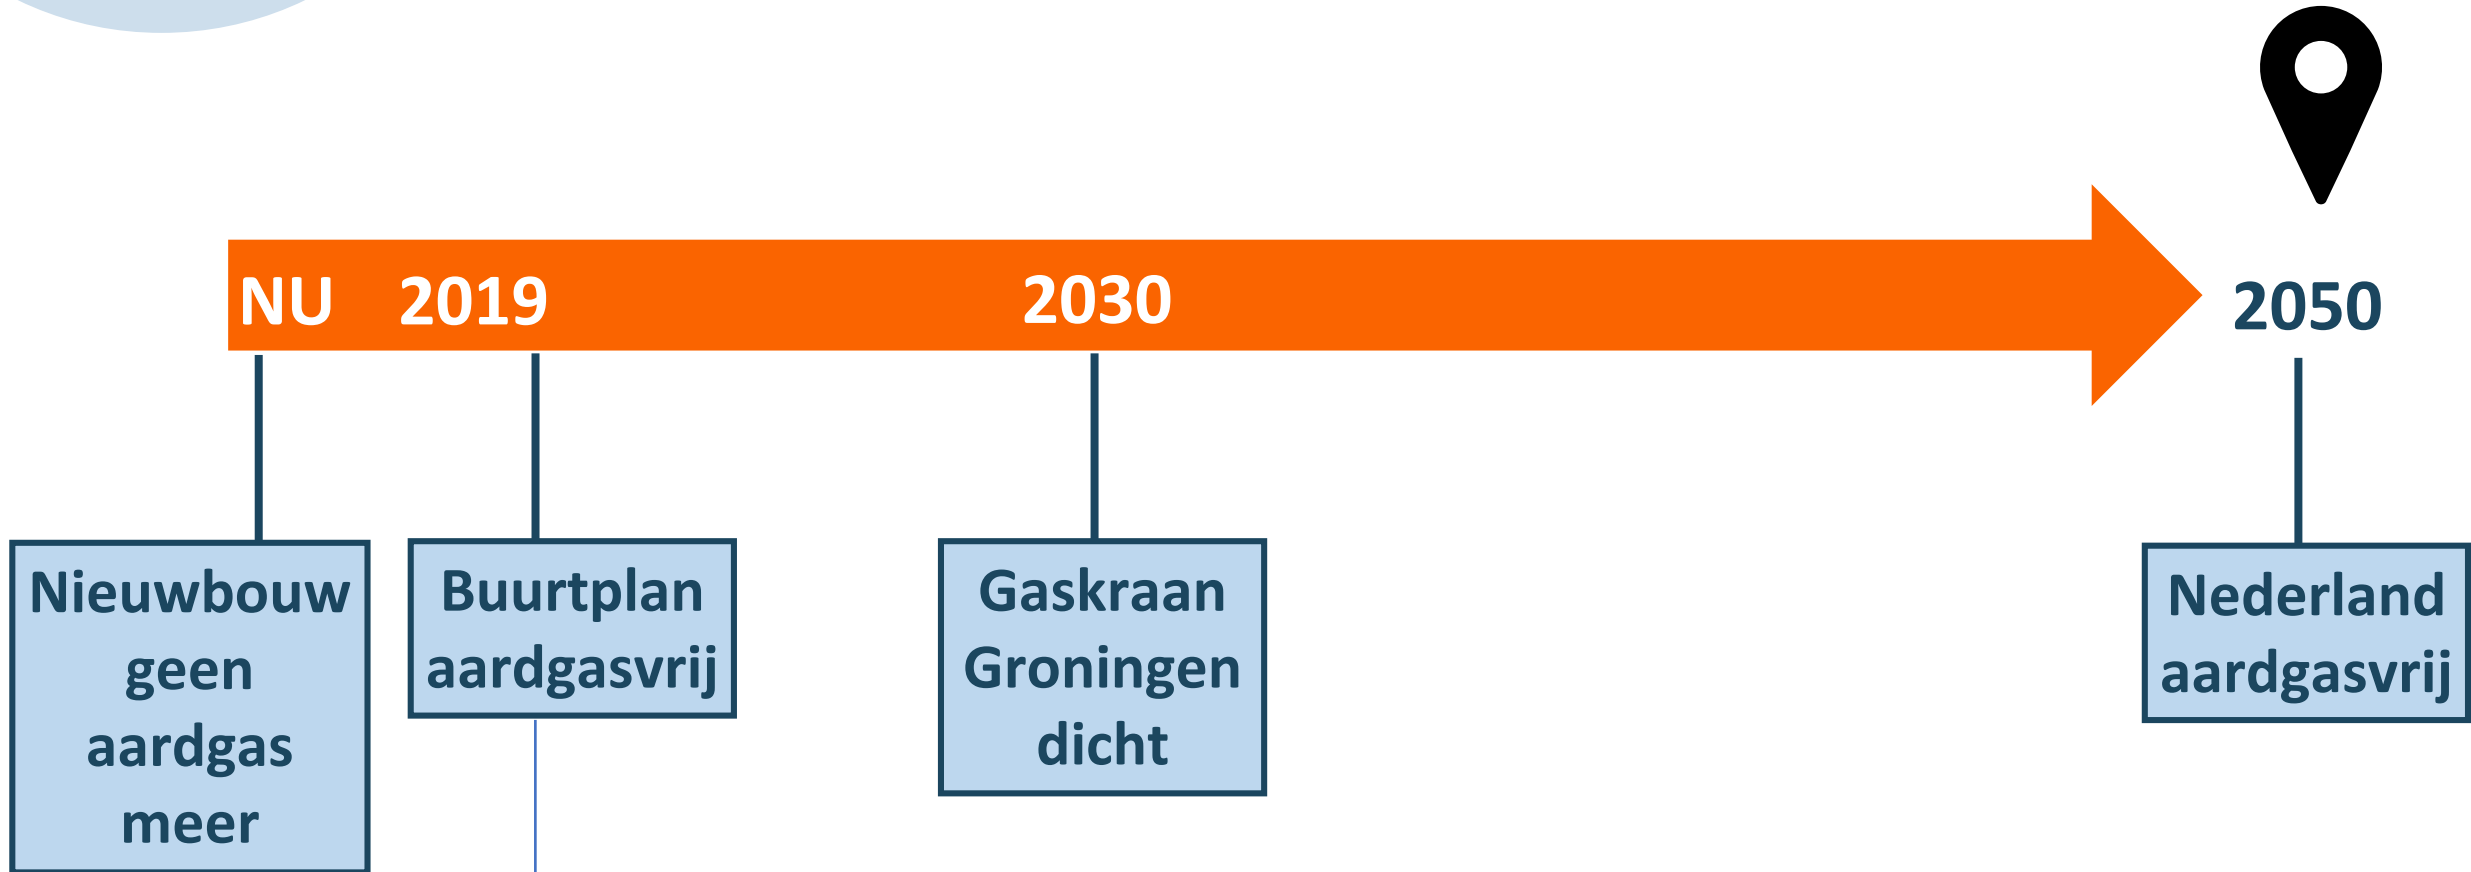 NU 2019 2030 2050
Nieuwbouw
geen
aardgas
meer
Buurtplan
aardgasvrij
Gaskraan
Groningen
dicht
Nederland
aardgasvrij